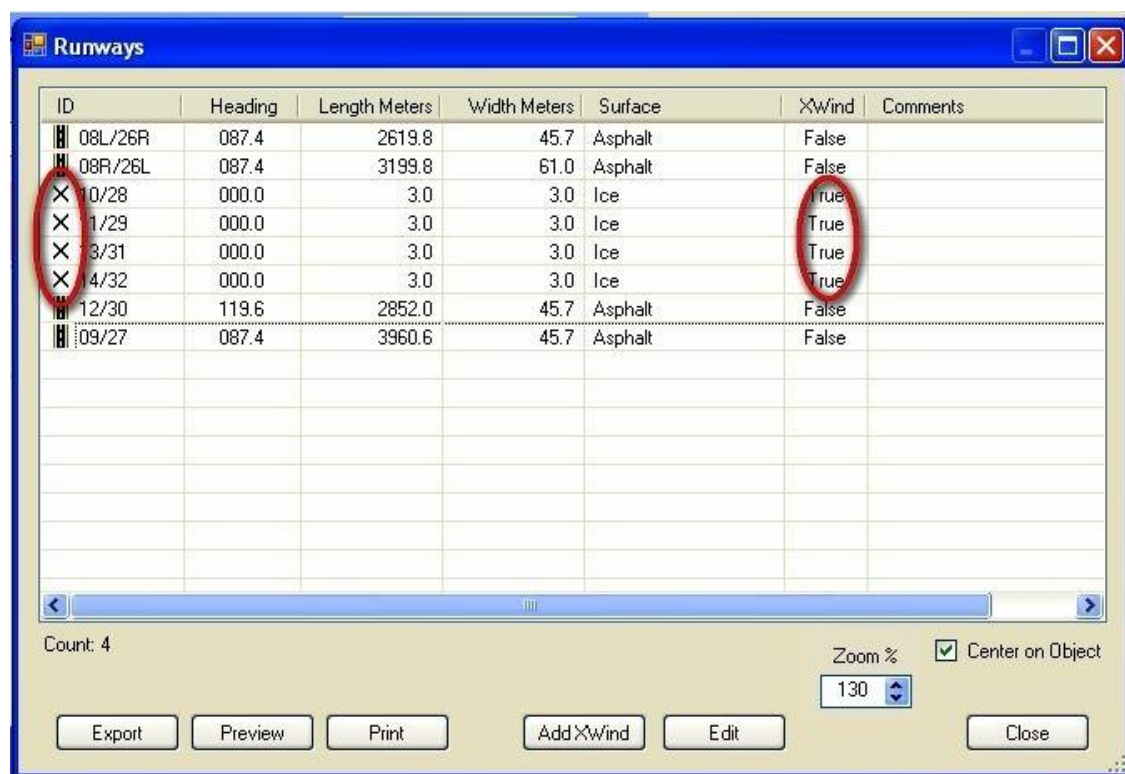 Runways
ID Heading Length Meters Width Meters Surface XWind Comments
08L/26R 087.4 2619.8 45.7 Asphalt False
08R/26L 087.4 3199.8 61.0 Asphalt False
10/28 000.0 3.0 3.0 Ice True
11/29 000.0 3.0 3.0 Ice True
13/31 000.0 3.0 3.0 Ice True
14/32 000.0 3.0 3.0 Ice True
12/30 119.6 2852.0 45.7 Asphalt False
09/27 087.4 3960.6 45.7 Asphalt False
Count: 4
Zoom % Center on Object
130
Export Preview Print Add XWind Edit Close